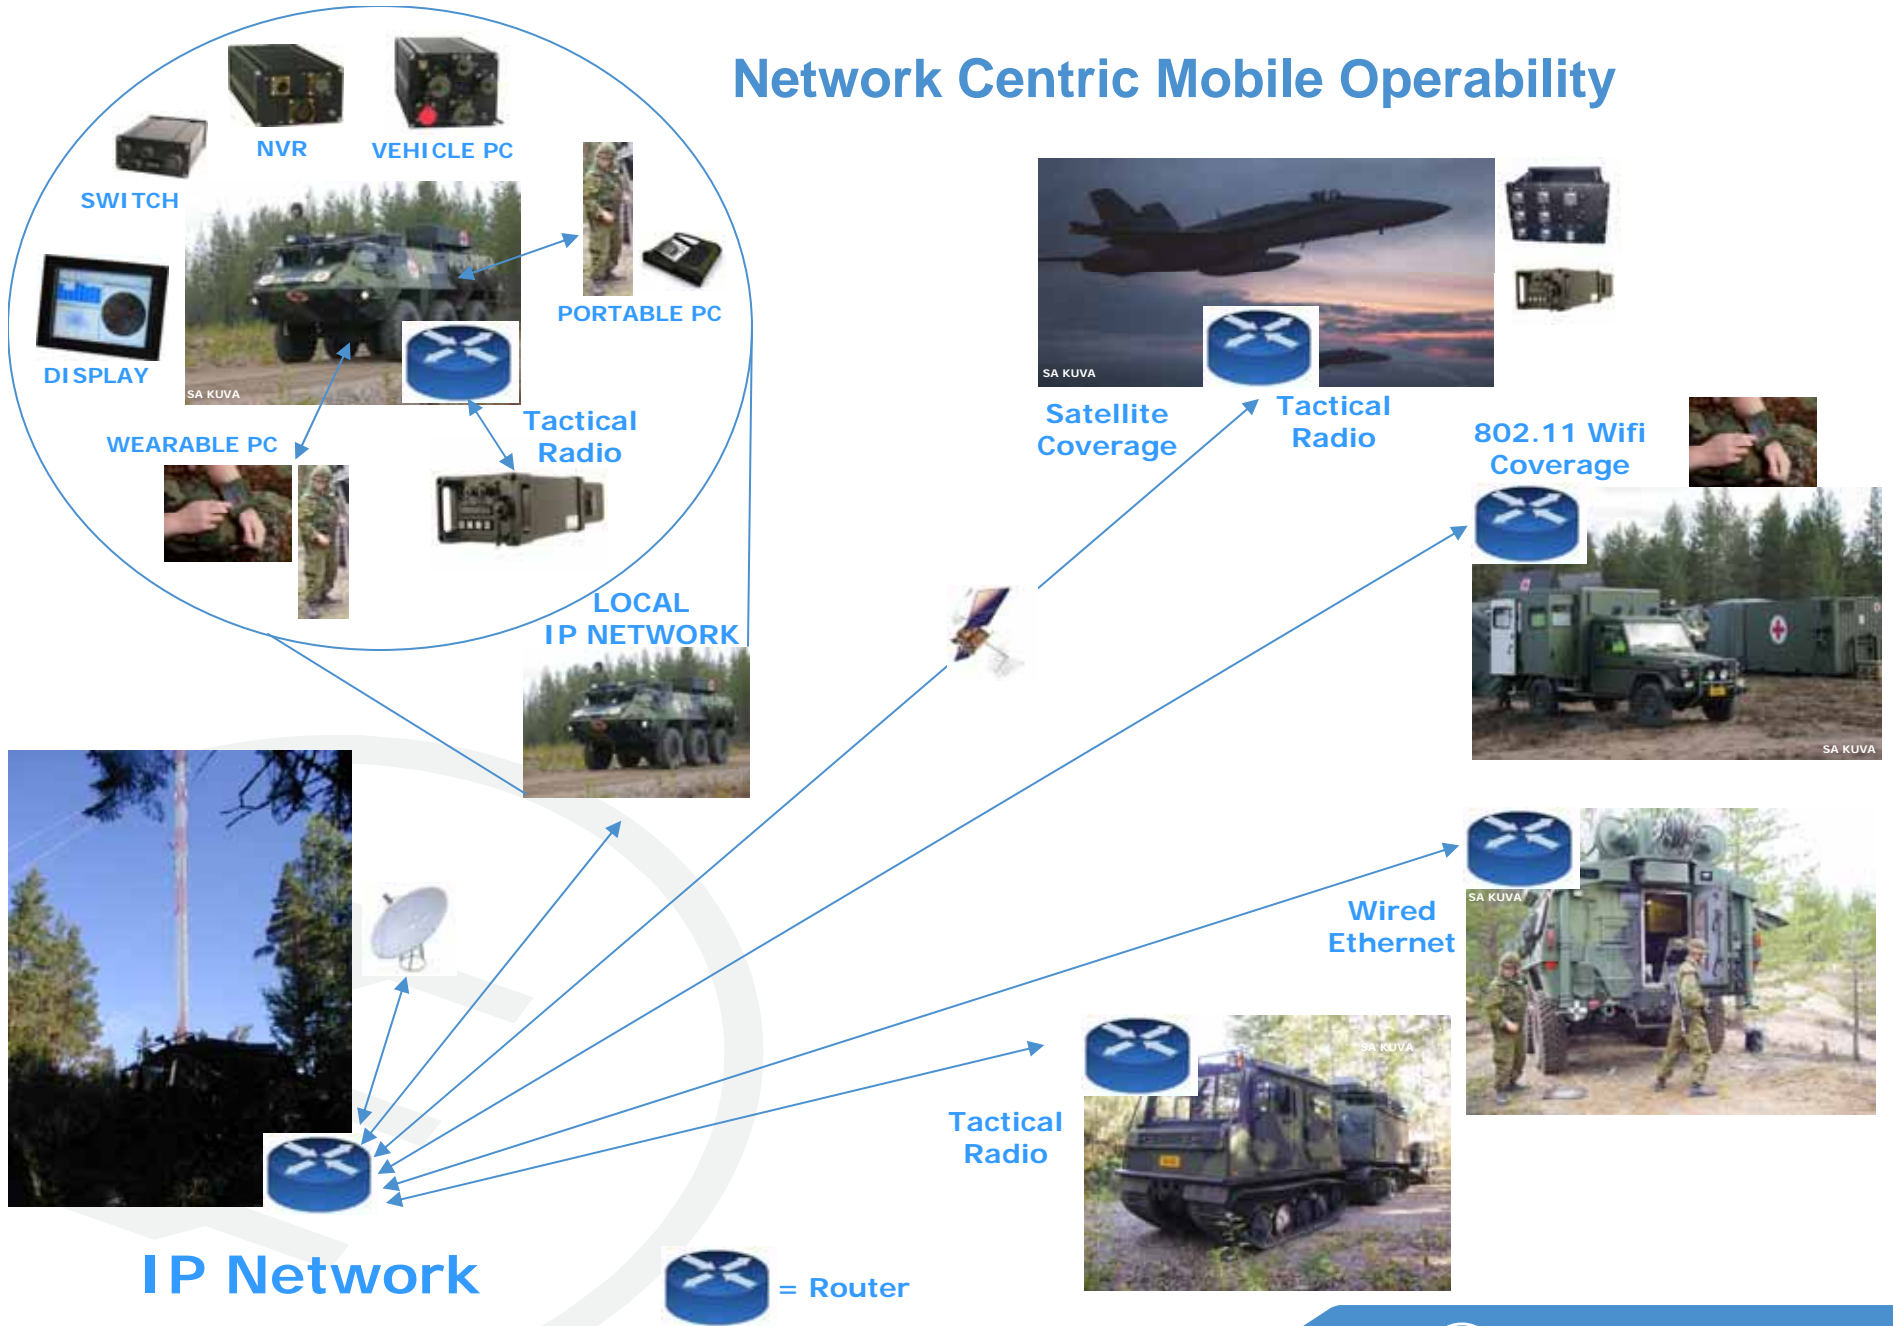 Network Centric Mobile Operability
NVR
VEHICLE PC
SWITCH
PORTABLE PC
DISPLAY
SA KUVA
WEARABLE PC
Tactical
Radio
LOCAL
IP NETWORK
SA KUVA
Satellite
Coverage
Tactical
Radio
802.11 Wifi
Coverage
SA KUVA
SA KUVA
Wired
Ethernet
SA KUVA
Tactical
Radio
IP Network
= Router